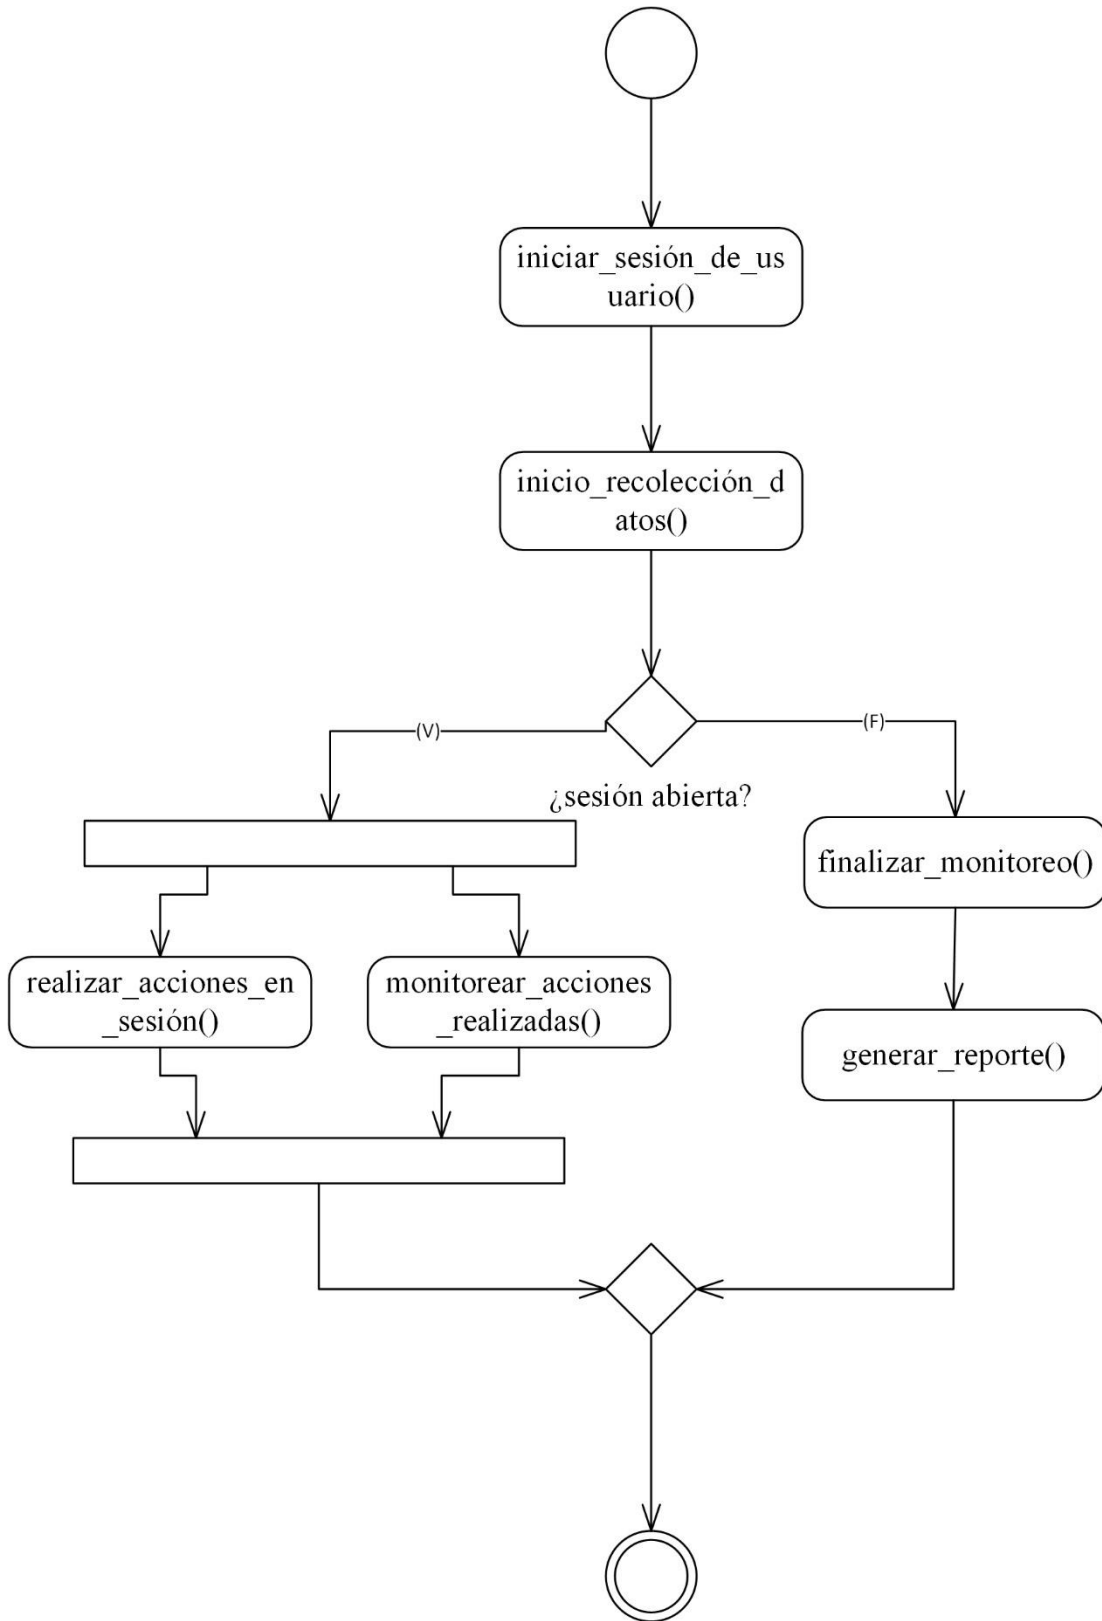 iniciar_sesión_de_us
uario()
inicio_recolección_d
atos()
(V)
(F)
¿sesión abierta?
finalizar_monitoreo()
realizar_acciones_en
_sesión()
monitorear_acciones
_realizadas()
generar_reporte()